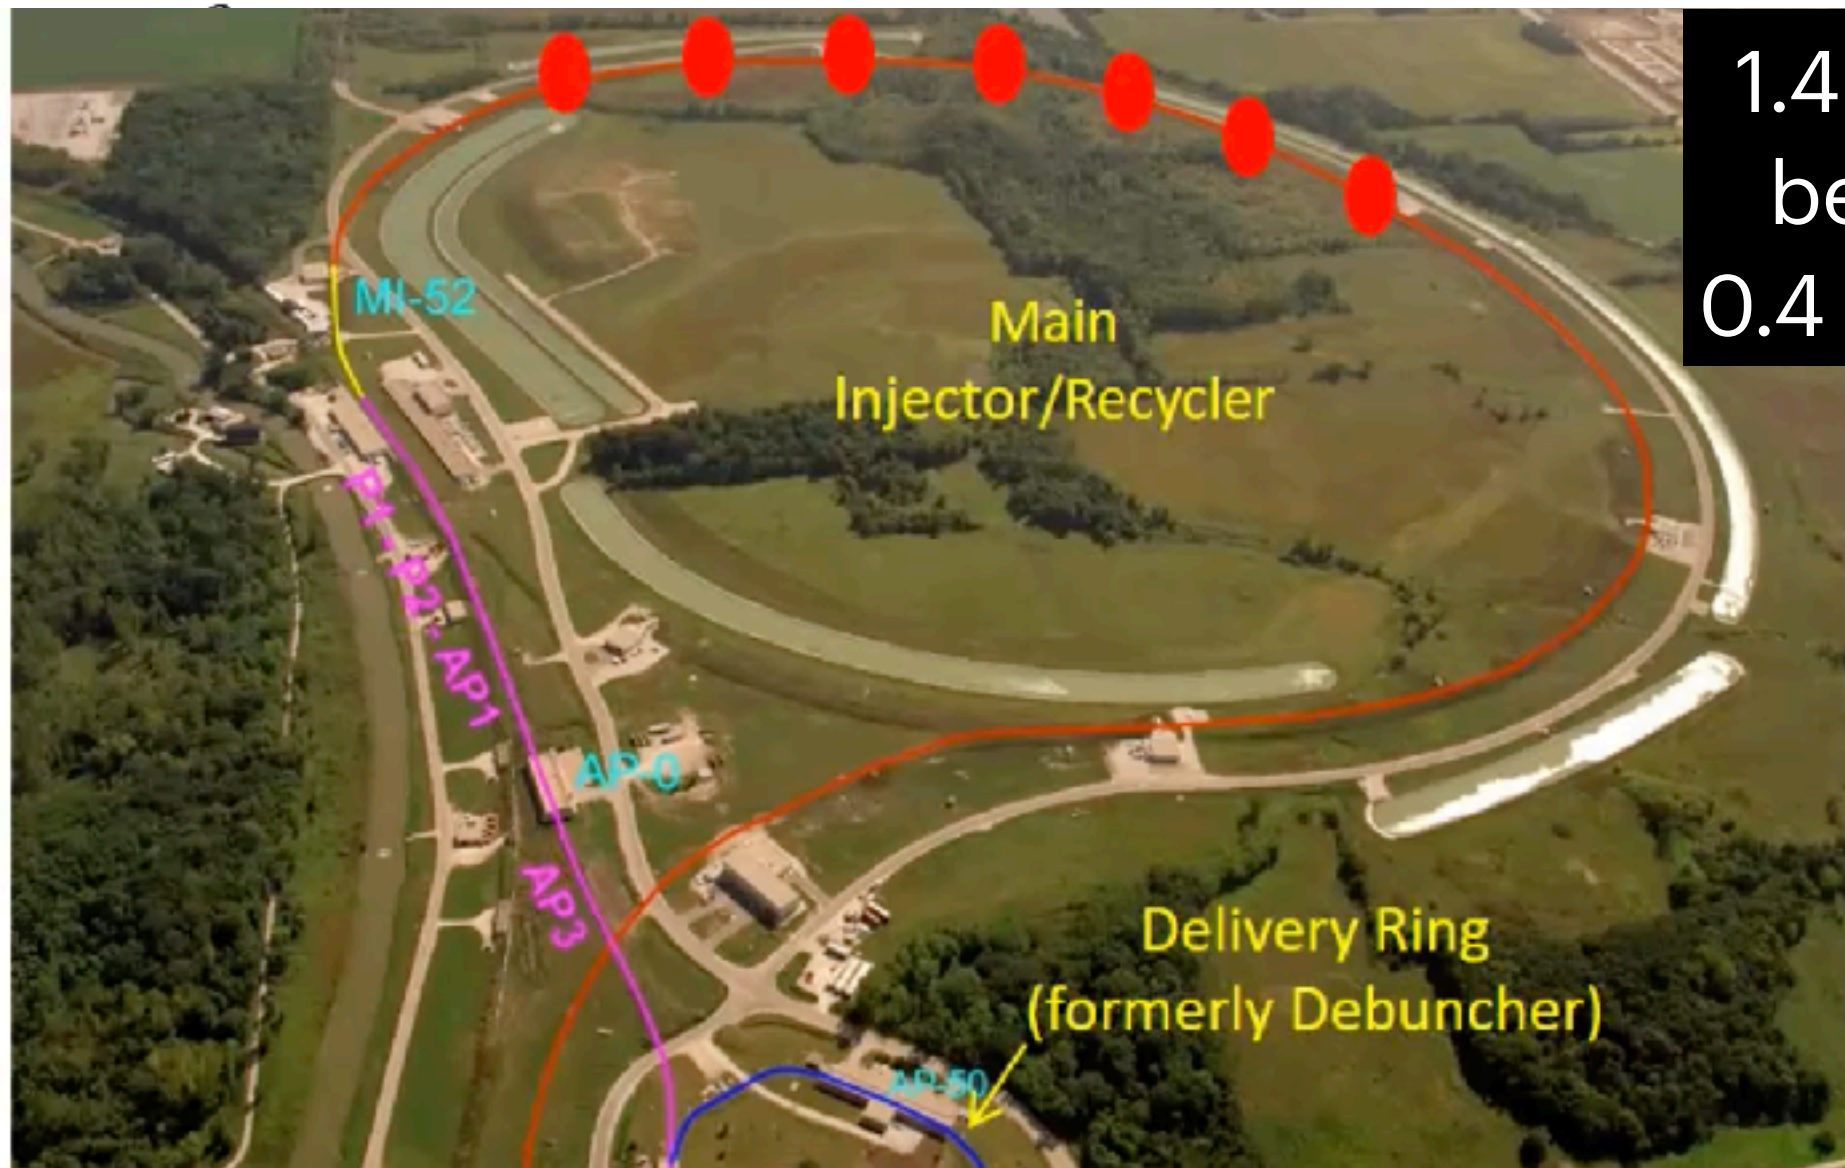 1.4
be
0.4
MI-52
Main
Injector/Recycler
P1 - P2- AP1
AP-0
AP3
Delivery Ring
(formerly Debuncher)
AP-50